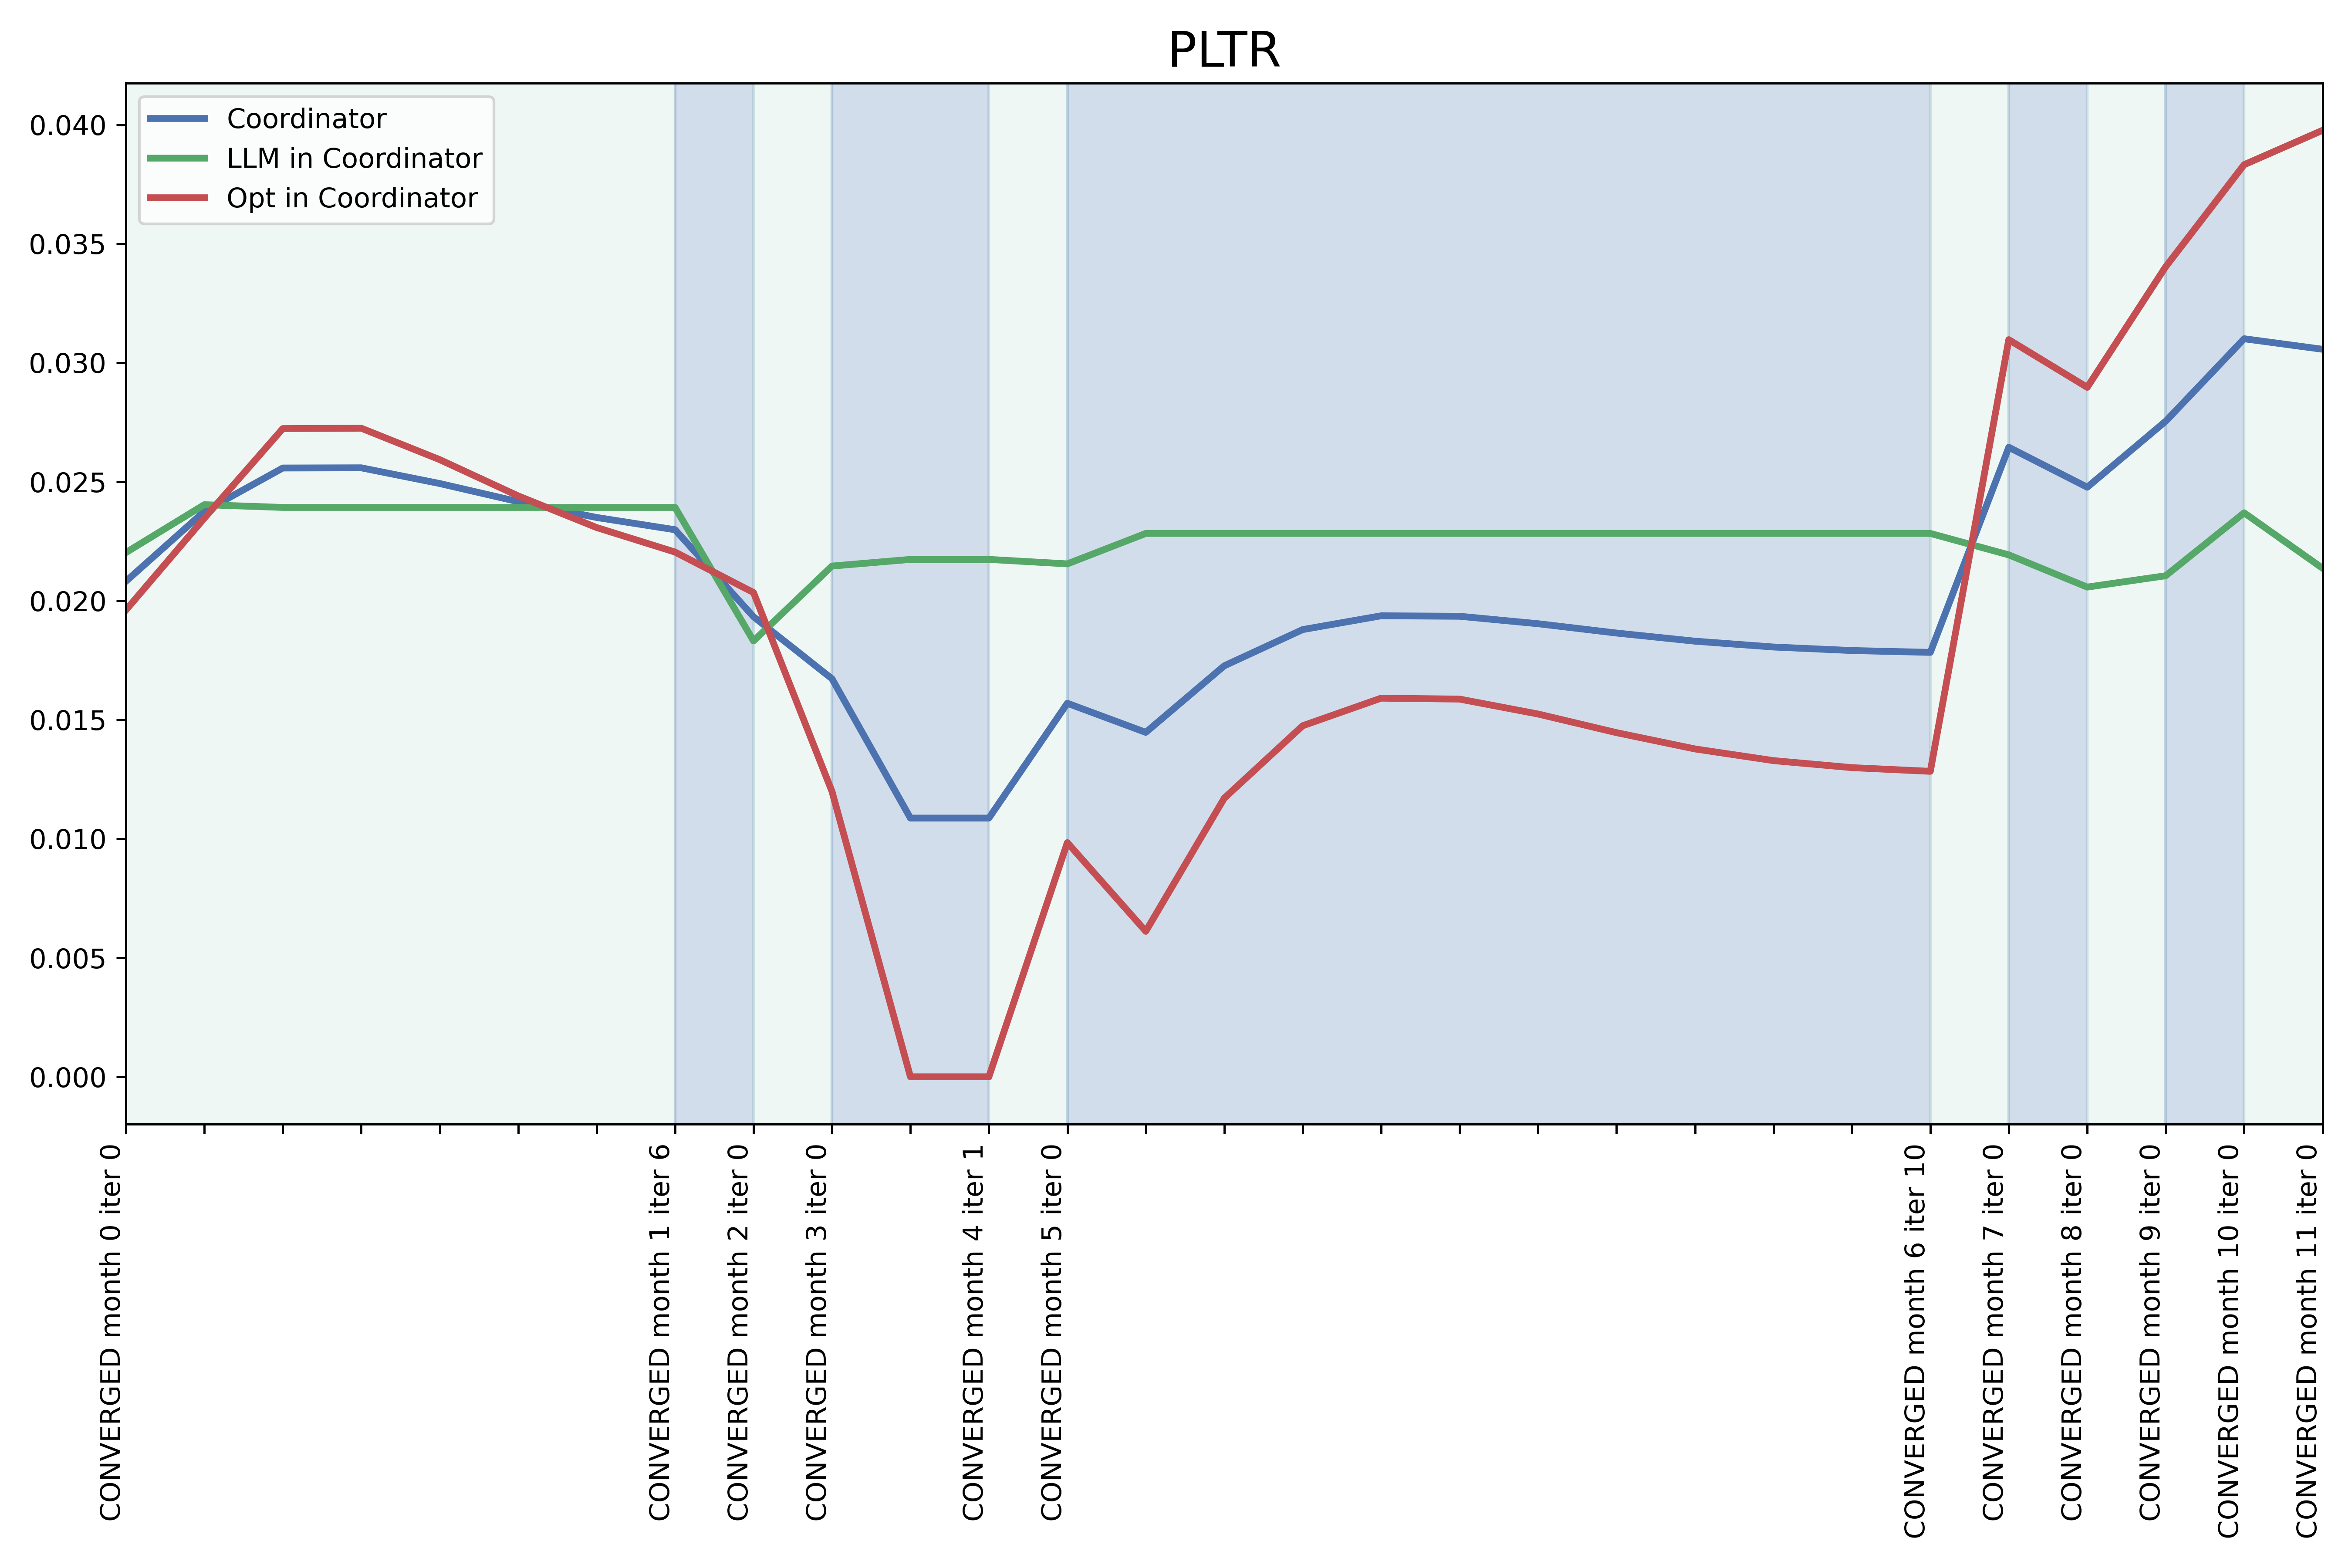 PLTR
Coordinator
LLM in Coordinator
Opt in Coordinator
0.040
0.035
0.030
0.025
0.020
0.015
0.010
0.005
0.000
CONVERGED month 0 iter 0
CONVERGED month 1 iter 6
CONVERGED month 2 iter 0
CONVERGED month 3 iter 0
CONVERGED month 4 iter 1
CONVERGED month 5 iter 0
CONVERGED month 6 iter 10
CONVERGED month 7 iter 0
CONVERGED month 8 iter 0
CONVERGED month 9 iter 0
CONVERGED month 10 iter 0
CONVERGED month 11 iter 0